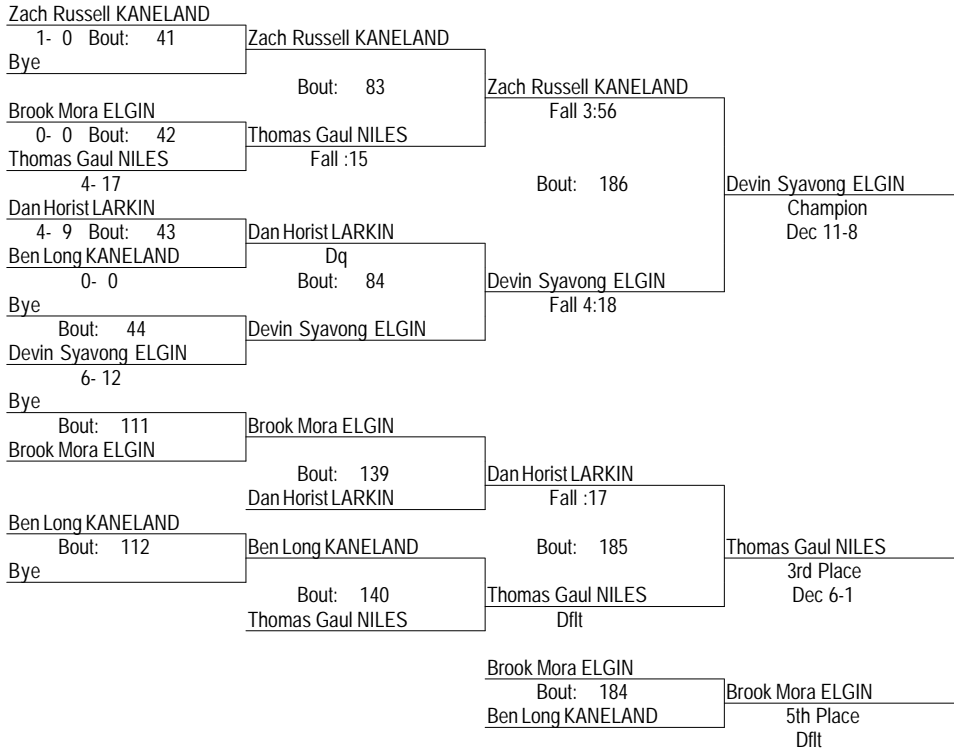 Zach Russell KANELAND
1- 0 Bout: 41
Bye
Zach Russell KANELAND
Bout: 83
Brook Mora ELGIN
0- 0 Bout: 42
Thomas Gaul NILES
4- 17
Thomas Gaul NILES
Fall :15
Zach Russell KANELAND
Fall 3:56
Bout: 186
Dan Horist LARKIN
4- 9 Bout: 43
Ben Long KANELAND
0- 0
Dan Horist LARKIN
Dq
Bout: 84
Bye
Bout: 44
Devin Syavong ELGIN
6- 12
Devin Syavong ELGIN
Devin Syavong ELGIN
Fall 4:18
Devin Syavong ELGIN
Champion
Dec 11-8
Bye
Bout: 111
Brook Mora ELGIN
Brook Mora ELGIN
Bout: 139
Dan Horist LARKIN
Dan Horist LARKIN
Fall :17
Bout: 185
Ben Long KANELAND
Bout: 112
Bye
Ben Long KANELAND
Bout: 140
Thomas Gaul NILES
Thomas Gaul NILES
Dflt
Thomas Gaul NILES
3rd Place
Dec 6-1
Brook Mora ELGIN
Bout: 184
Ben Long KANELAND
Brook Mora ELGIN
5th Place
Dflt